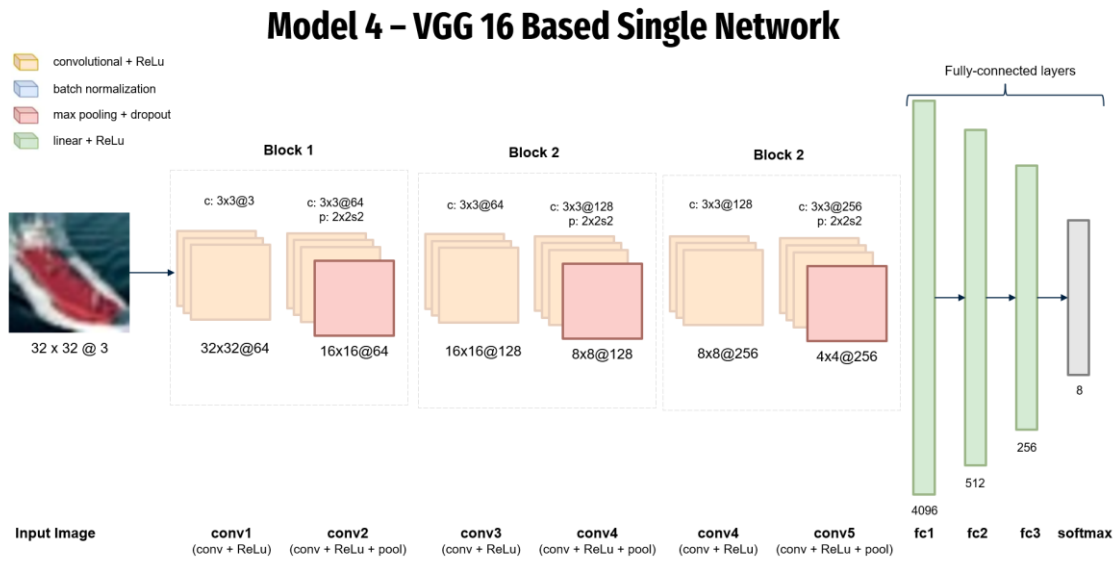 Model 4 – VGG 16 Based Single Network
convolutional + ReLu
batch normalization
max pooling + dropout
linear + ReLu
Fully-connected layers
Block 1
Block 2
Block 2
c: 3x3@3
c: 3x3@64
p: 2x2s2
c: 3x3@64
c: 3x3@128
p: 2x2s2
c: 3x3@128
c: 3x3@256
p: 2x2s2
32 x 32 @ 3
32x32@64
16x16@64
16x16@128
8x8@128
8x8@256
4x4@256
4096
512
256
8
Input Image
conv1
(conv + ReLu)
conv2
(conv + ReLu + pool)
conv3
(conv + ReLu)
conv4
(conv + ReLu + pool)
conv4
(conv + ReLu)
conv5
(conv + ReLu + pool)
fc1
fc2
fc3
softmax